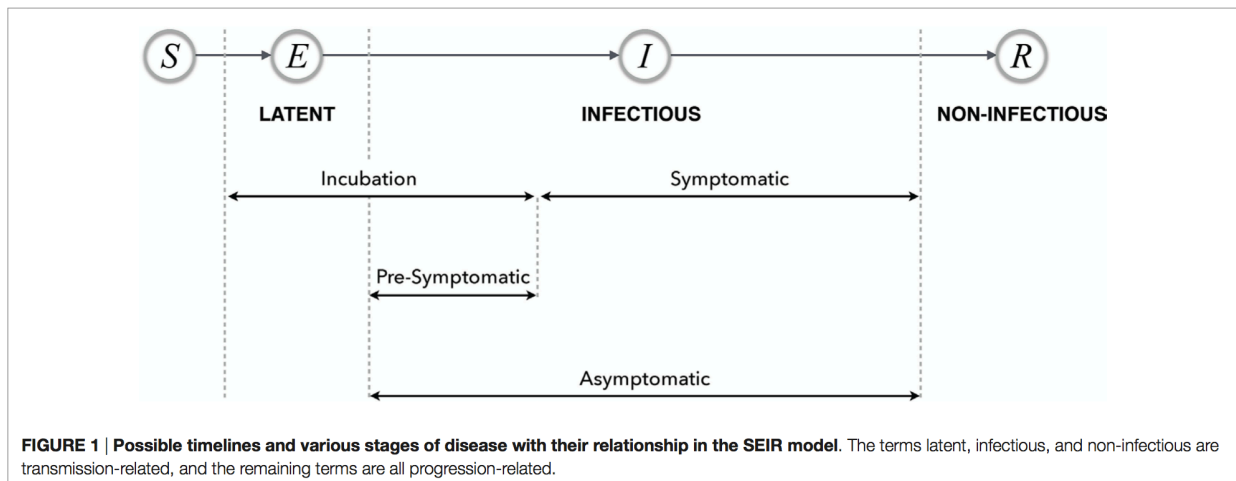 S E I R
LATENT INFECTIOUS NON-INFECTIOUS
Incubation Symptomatic
Pre-Symptomatic
Asymptomatic
FIGURE 1 | Possible timelines and various stages of disease with their relationship in the SEIR model. The terms latent, infectious, and non-infectious are
transmission-related, and the remaining terms are all progression-related.